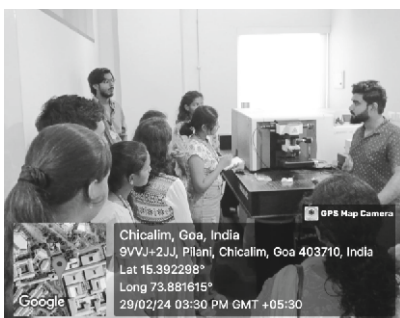 GPS Map Camera
Chicalim, Goa, India
9VVJ+2JJ, Pilani, Chicalim, Goa 403710, India
Lat 15.392298°
Long 73.881615°
29/02/24 03:30 PM GMT +05:30
Google